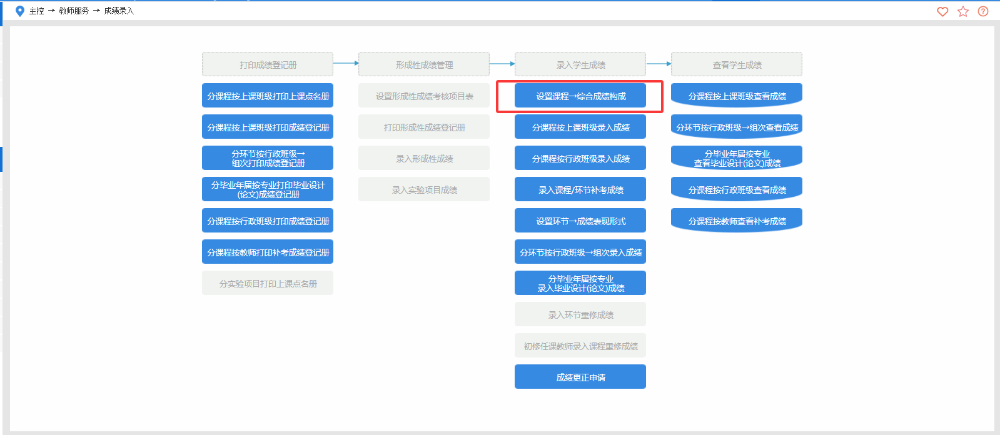 主控 → 教师服务 → 成绩录入
打印成绩登记册
形成性成绩管理
录入学生成绩
查看学生成绩
分课程按上课班级打印上课点名册
设置形成性成绩考核项目表
设置课程→综合成绩构成
分课程按上课班级查看成绩
分课程按上课班级打印成绩登记册
打印形成性成绩登记册
分课程按上课班级录入成绩
分环节按行政班级→组次查看成绩
分环节按行政班级→
组次打印成绩登记册
录入形成性成绩
分课程按行政班级录入成绩
分毕业年届按专业
查看毕业设计(论文)成绩
分毕业年届按专业打印毕业设计
(论文)成绩登记册
录入实验项目成绩
录入课程/环节补考成绩
分课程按行政班级查看成绩
分课程按行政班级打印成绩登记册
设置环节→成绩表现形式
分课程按教师查看补考成绩
分课程按教师打印补考成绩登记册
分环节按行政班级→组次录入成绩
分实验项目打印上课点名册
分毕业年届按专业
录入毕业设计(论文)成绩
录入环节重修成绩
初修任课教师录入课程重修成绩
成绩更正申请